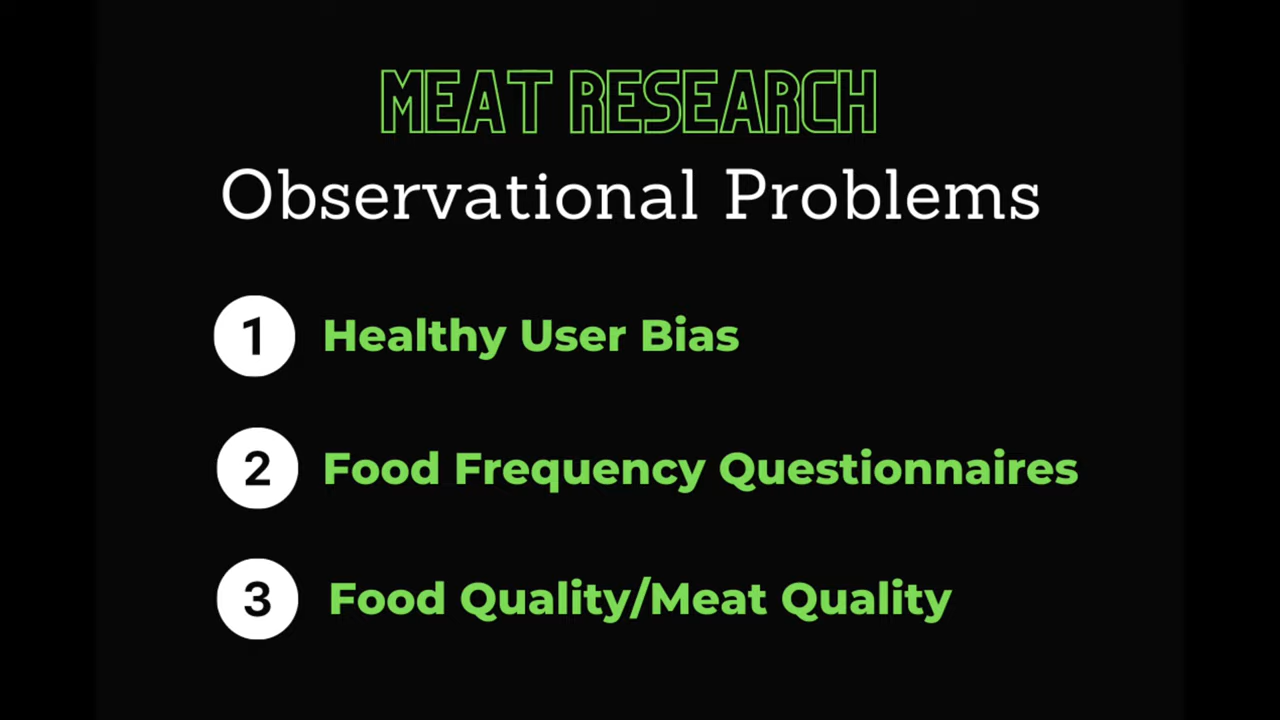 MEAT RESEARCH
Observational Problems
1 Healthy User Bias
2 Food Frequency Questionnaires
3 Food Quality/Meat Quality